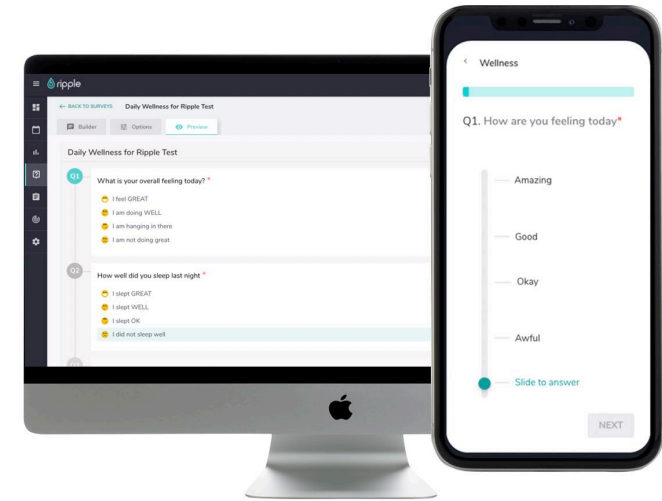 ripple
← BACK TO SURVEYS Daily Wellness for Ripple Test
Builder Options Preview
Daily Wellness for Ripple Test
Q1
What is your overall feeling today? *
I feel GREAT
I am doing WELL
I am hanging in there
I am not doing great
Q2
How well did you sleep last night *
I slept GREAT
I slept WELL
I slept OK
I did not sleep well
Wellness
Q1. How are you feeling today*
Amazing
Good
Okay
Awful
Slide to answer
NEXT